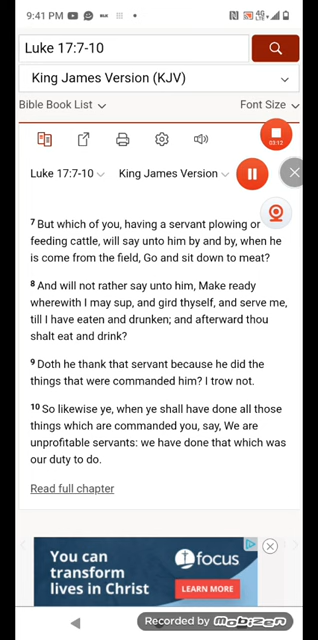 9:41 PM
4G
Luke 17:7-10
King James Version (KJV)
Bible Book List
Font Size
03:12
Luke 17:7-10
King James Version
7 But which of you, having a servant plowing or
feeding cattle, will say unto him by and by, when he
is come from the field, Go and sit down to meat?
8 And will not rather say unto him, Make ready
wherewith I may sup, and gird thyself, and serve me,
till I have eaten and drunken; and afterward thou
shalt eat and drink?
9 Doth he thank that servant because he did the
things that were commanded him? I trow not.
10 So likewise ye, when ye shall have done all those
things which are commanded you, say, We are
unprofitable servants: we have done that which was
our duty to do.
Read full chapter
You can
transform
lives in Christ
focus
LEARN MORE
Recorded by mobizen